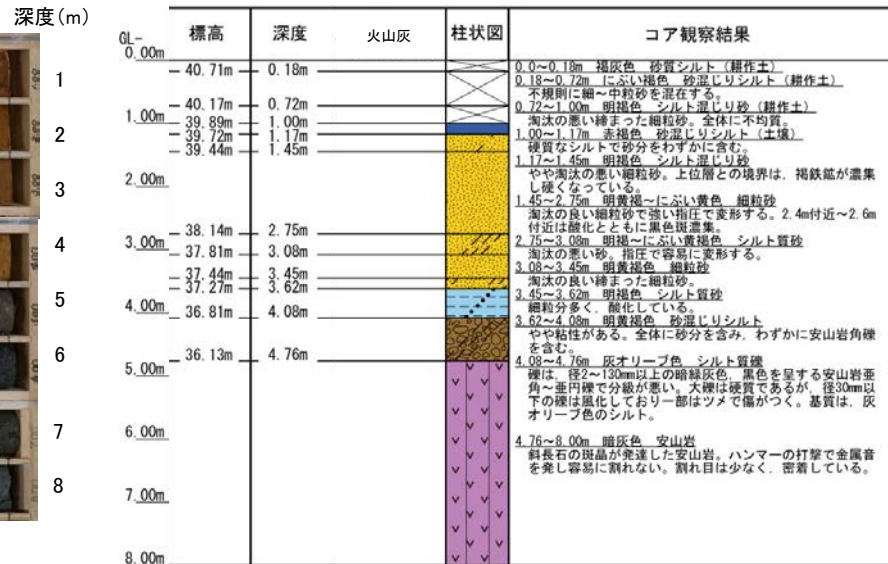 深度(m)
1
2
3
4
5
6
7
8
GL-
標高 深度 火山灰 柱状図 コア観察結果
0.00m
1.00m
2.00m
3.00m
4.00m
5.00m
6.00m
7.00m
8.00m
40.71m 0.18m
40.17m 0.72m
39.89m 1.00m
39.72m 1.17m
39.44m 1.45m
38.14m 2.75m
37.81m 3.08m
37.44m 3.45m
37.27m 3.62m
36.81m 4.08m
36.13m 4.76m
0.0～0.18m 褐灰色 砂質シルト（耕作土）
0.18～0.72m にぶい褐色 砂混じりシルト（耕作土）
不規則に細～中粒砂を混在する。
0.72～1.00m 明褐色 シルト混じり砂（耕作土）
淘汰の悪い締まった細粒砂。全体に不均質。
1.00～1.17m 赤褐色 砂混じりシルト（土壌）
硬質なシルトで砂分をわずかに含む。
1.17～1.45m 明褐色 シルト混じり砂
やや淘汰の悪い細粒砂。上位層との境界は，褐鉄鉱が濃集
し硬くなっている。
1.45～2.75m 明黄褐～にぶい黄色 細粒砂
淘汰の良い細粒砂で強い指圧で変形する。2.4m付近～2.6m
付近は酸化とともに黒色斑濃集。
2.75～3.08m 明褐～にぶい黄褐色 シルト質砂
淘汰の悪い砂。指圧で容易に変形する。
3.08～3.45m 明黄褐色 細粒砂
淘汰の良い締まった細粒砂。
3.45～3.62m 明褐色 シルト質砂
細粒分多く，酸化している。
3.62～4.08m 明黄褐色 砂混じりシルト
やや粘性がある。全体に砂分を含み，わずかに安山岩角礫
を含む。
4.08～4.76m 灰オリーブ色 シルト質礫
礫は，径2～130mm以上の暗緑灰色，黒色を呈する安山岩亜
角～亜円礫で分級が悪い。大礫は硬質であるが，径30mm以
下の礫は風化しており一部はツメで傷がつく。基質は，灰
オリーブ色のシルト。
4.76～8.00m 暗灰色 安山岩
斜長石の斑晶が発達した安山岩。ハンマーの打撃で金属音
を発し容易に割れない。割れ目は少なく，密着している。